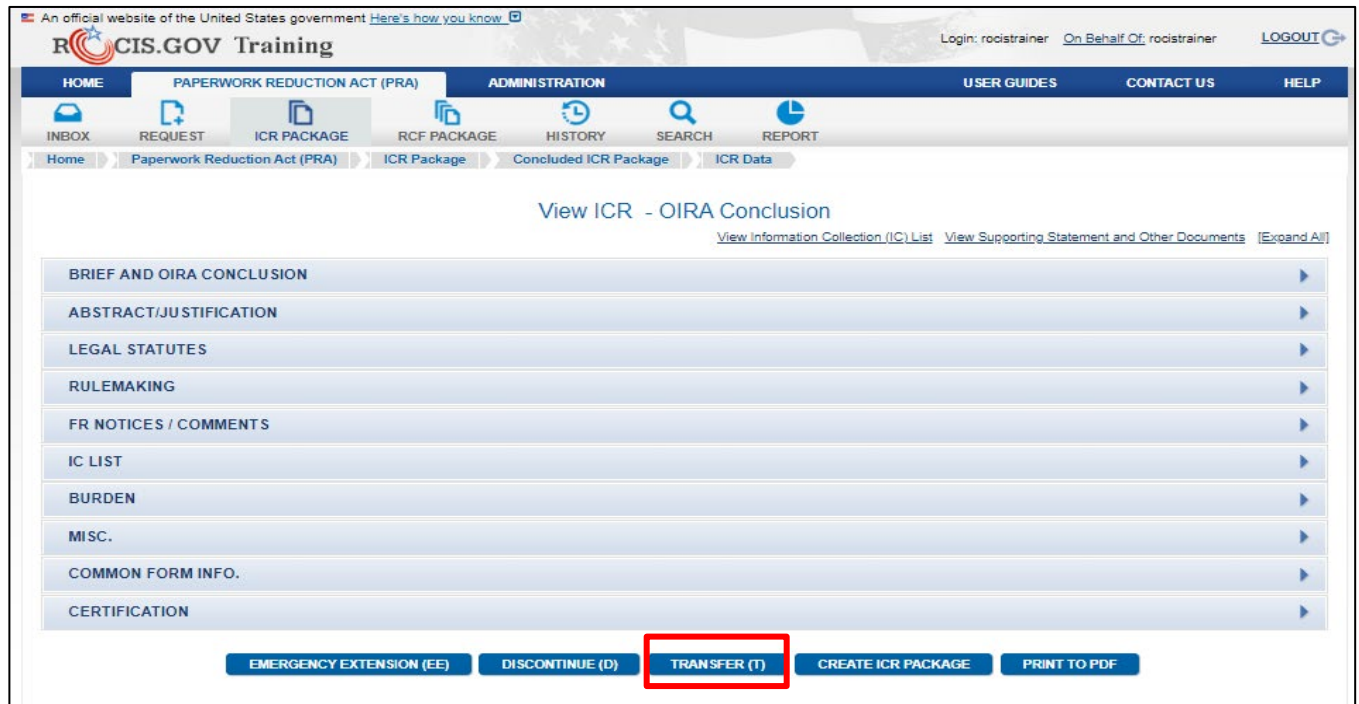 An official website of the United States government Here's how you know
ROCIS.GOV Training
Login: rocistrainer On Behalf Of: rocistrainer LOGOUT
HOME PAPERWORK REDUCTION ACT (PRA) ADMINISTRATION USER GUIDES CONTACT US HELP
INBOX REQUEST ICR PACKAGE RCF PACKAGE HISTORY SEARCH REPORT
Home Paperwork Reduction Act (PRA) ICR Package Concluded ICR Package ICR Data
View ICR - OIRA Conclusion
View Information Collection (IC) List View Supporting Statement and Other Documents [Expand All]
BRIEF AND OIRA CONCLUSION
ABSTRACT/JUSTIFICATION
LEGAL STATUTES
RULEMAKING
FR NOTICES / COMMENTS
IC LIST
BURDEN
MISC.
COMMON FORM INFO.
CERTIFICATION
EMERGENCY EXTENSION (EE) DISCONTINUE (D) TRANSFER (T) CREATE ICR PACKAGE PRINT TO PDF